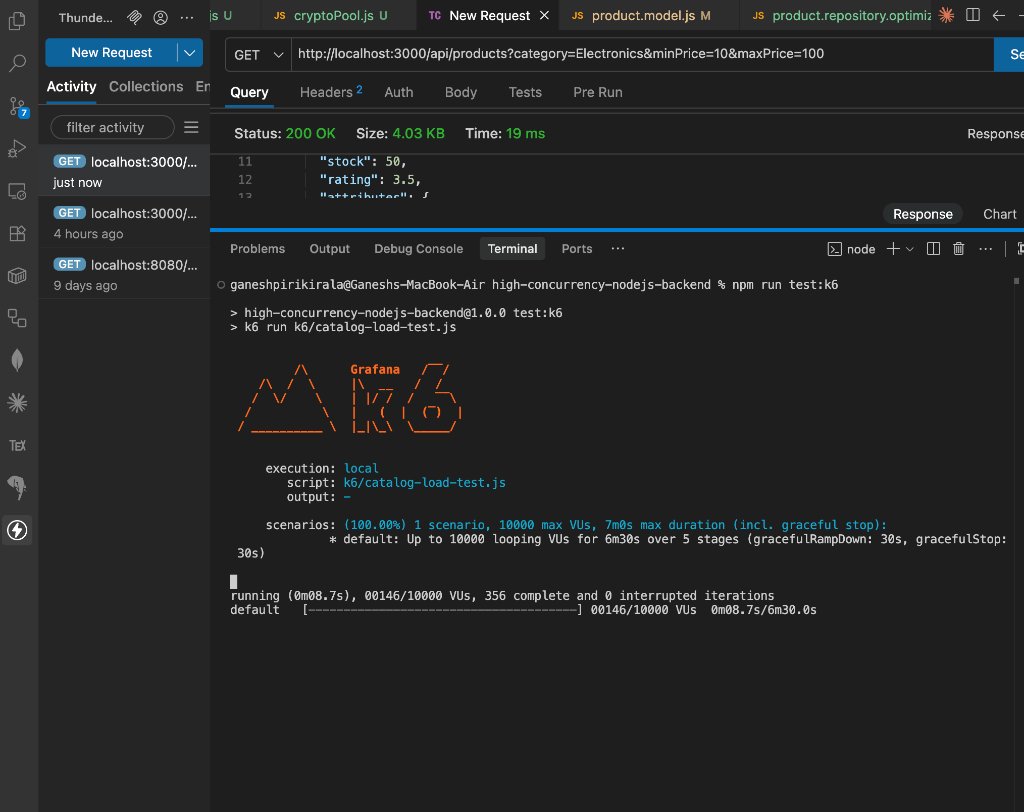 Thunde...
js U
JS cryptoPool.js U
TC New Request
JS product.model.js M
JS product.repository.optimiz
New Request
GET
http://localhost:3000/api/products?category=Electronics&minPrice=10&maxPrice=100
Se
Activity Collections En
Query Headers 2 Auth Body Tests Pre Run
filter activity
Status: 200 OK Size: 4.03 KB Time: 19 ms
Response
7
GET localhost:3000/...
just now
GET localhost:3000/...
4 hours ago
GET localhost:8080/...
9 days ago
TEX
11 "stock": 50,
12 "rating": 3.5,
13 "attributes": {
Response Chart
Problems Output Debug Console Terminal Ports ...
node
ganeshpirikirala@Ganeshs-MacBook-Air high-concurrency-nodejs-backend % npm run test:k6
> high-concurrency-nodejs-backend@1.0.0 test:k6
> k6 run k6/catalog-load-test.js
Grafana
k6
execution: local
script: k6/catalog-load-test.js
output: -
scenarios: (100.00%) 1 scenario, 10000 max VUs, 7m0s max duration (incl. graceful stop):
* default: Up to 10000 looping VUs for 6m30s over 5 stages (gracefulRampDown: 30s, gracefulStop:
30s)
running (0m08.7s), 00146/10000 VUs, 356 complete and 0 interrupted iterations
default [--------------------------------------] 00146/10000 VUs 0m08.7s/6m30.0s